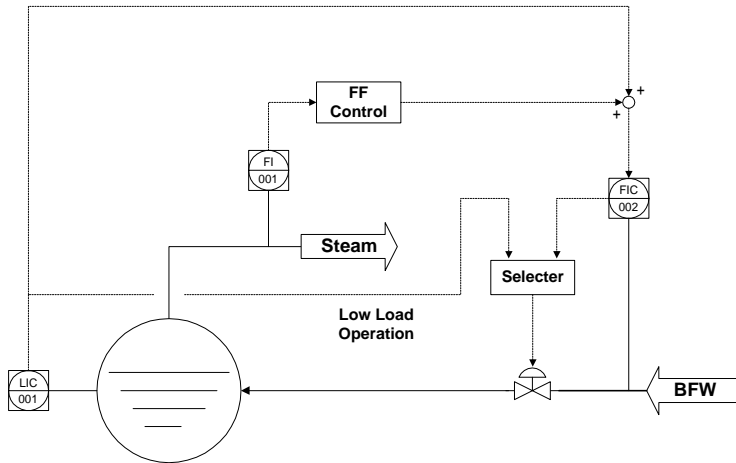 FF
Control
+
+
FI
001
FIC
002
Steam
Selecter
Low Load
Operation
LIC
001
BFW